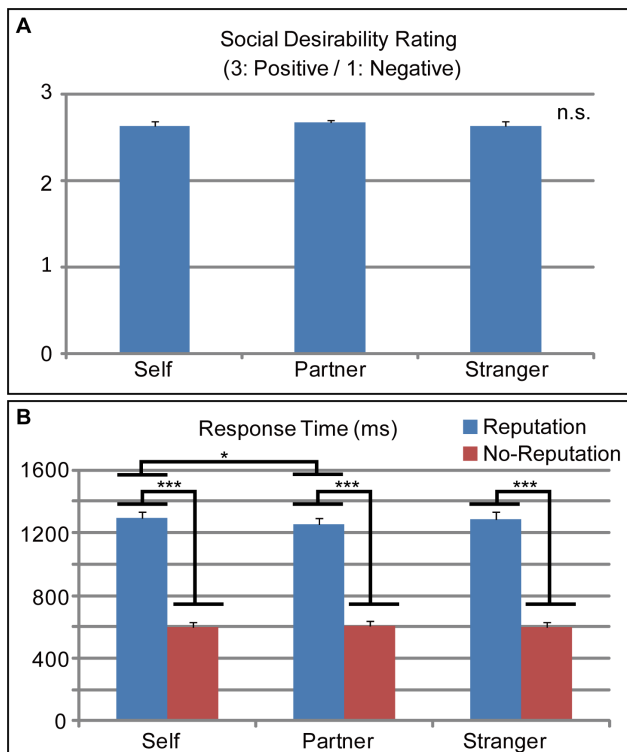 A
Social Desirability Rating
(3: Positive / 1: Negative)
3
n.s.
2
1
0
Self Partner Stranger
B
Response Time (ms)
Reputation
No-Reputation
1600
*
*** *** ***
1200
800
400
0
Self Partner Stranger